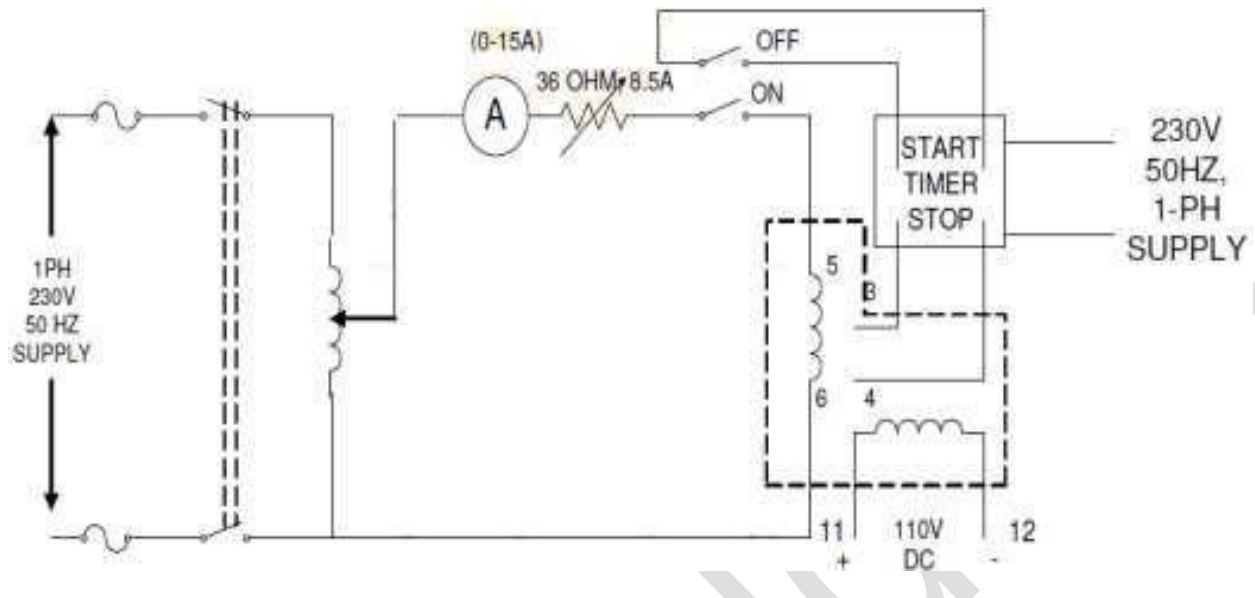 (0-15A)
A
36 OHM, 8.5A
OFF
ON
START
TIMER
STOP
230V
50HZ,
1-PH
SUPPLY
1PH
230V
50 HZ
SUPPLY
5
3
6
4
11
110V
DC
12
+
-